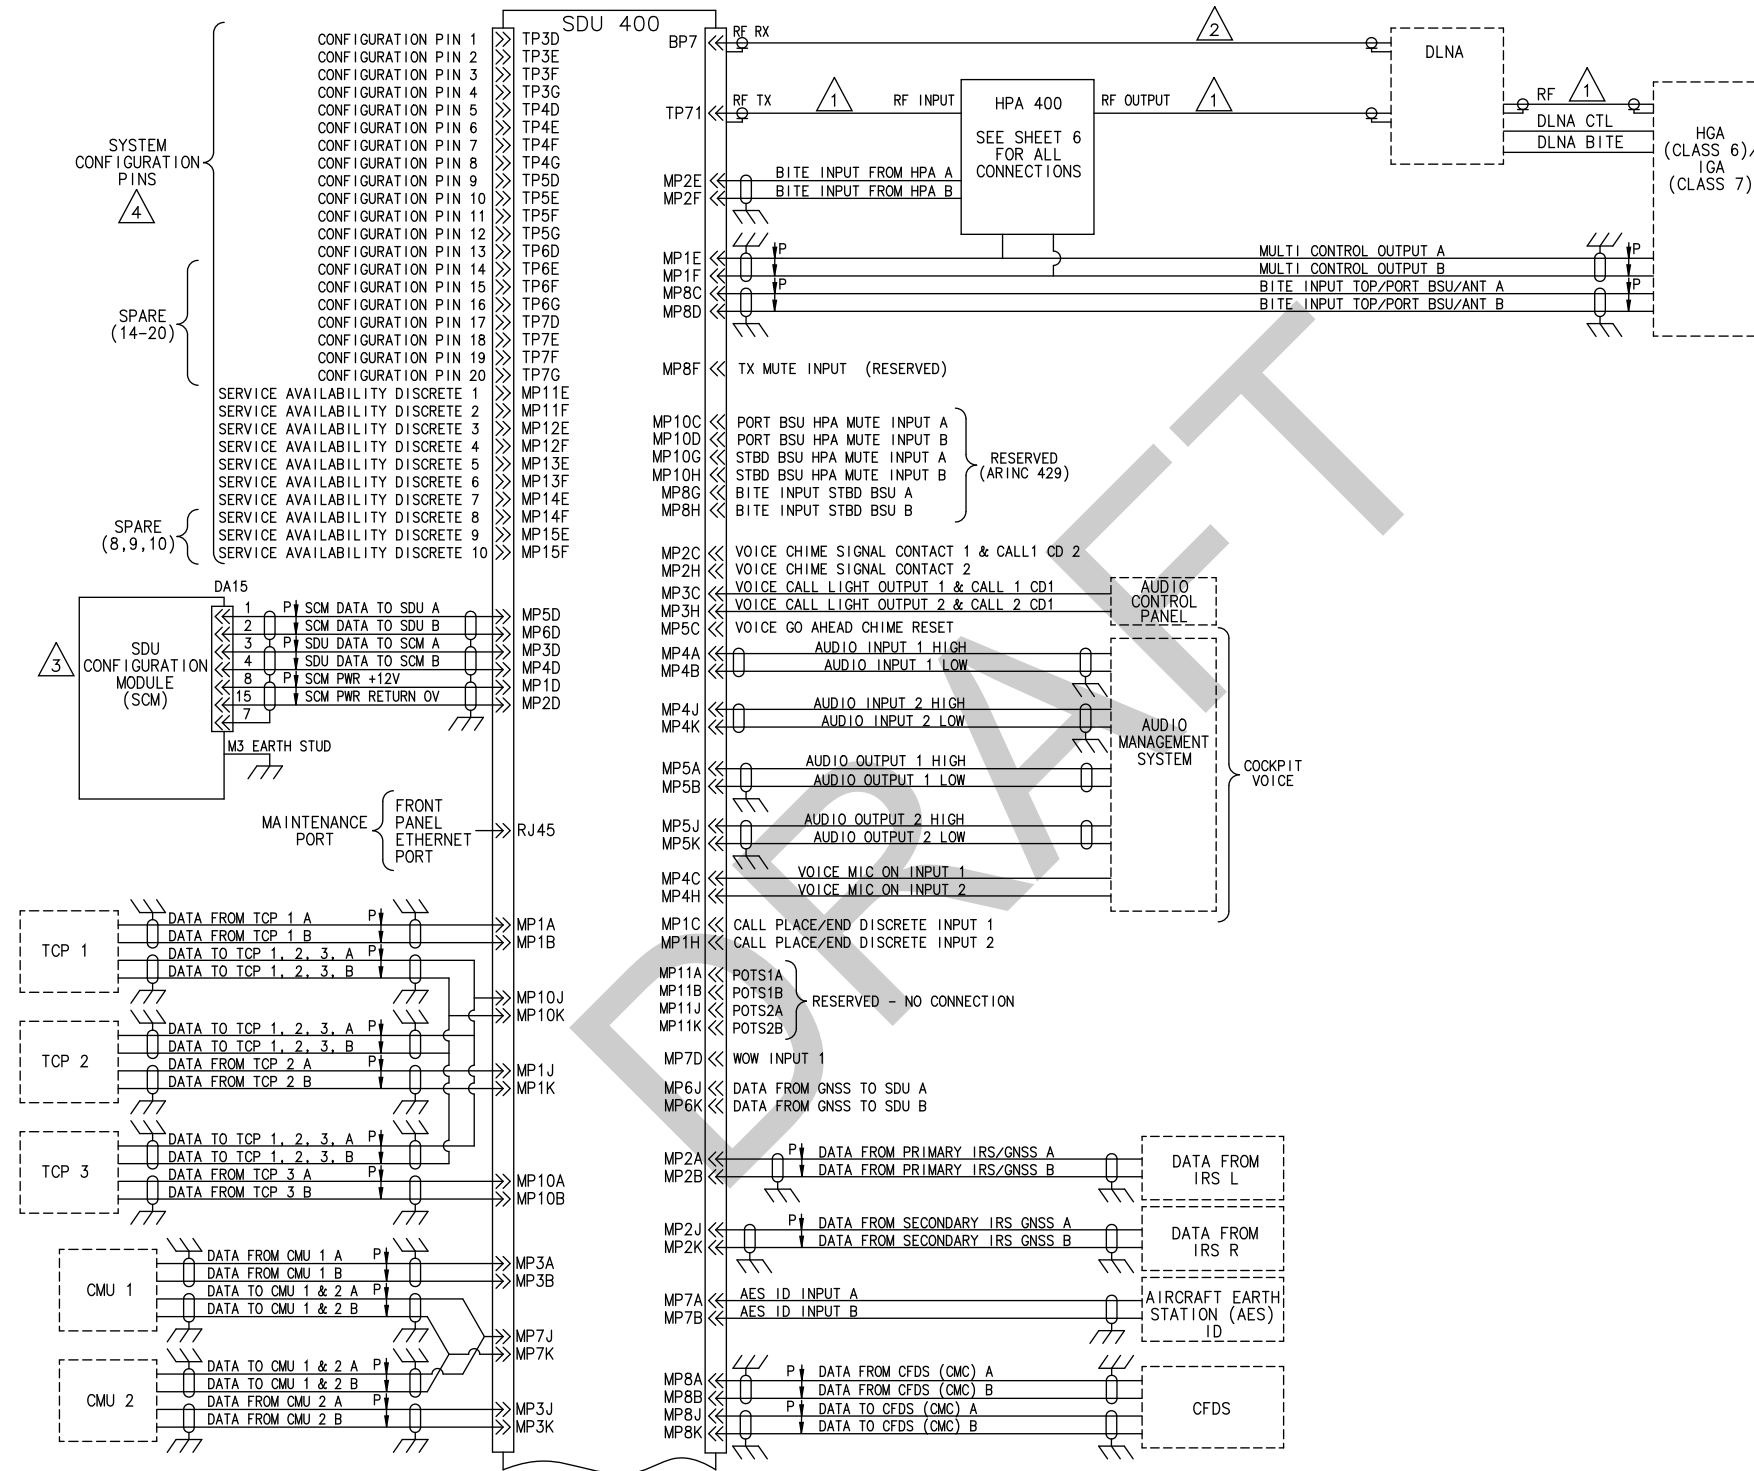 SDU 400
CONFIGURATION PIN 1 TP3D
CONFIGURATION PIN 2 TP3E
CONFIGURATION PIN 3 TP3F
CONFIGURATION PIN 4 TP3G
CONFIGURATION PIN 5 TP4D
CONFIGURATION PIN 6 TP4E
CONFIGURATION PIN 7 TP4F
CONFIGURATION PIN 8 TP4G
CONFIGURATION PIN 9 TP5D
CONFIGURATION PIN 10 TP5E
CONFIGURATION PIN 11 TP5F
CONFIGURATION PIN 12 TP5G
CONFIGURATION PIN 13 TP6D
CONFIGURATION PIN 14 TP6E
CONFIGURATION PIN 15 TP6F
CONFIGURATION PIN 16 TP6G
CONFIGURATION PIN 17 TP7D
CONFIGURATION PIN 18 TP7E
CONFIGURATION PIN 19 TP7F
CONFIGURATION PIN 20 TP7G
SERVICE AVAILABILITY DISCRETE 1 MP11E
SERVICE AVAILABILITY DISCRETE 2 MP11F
SERVICE AVAILABILITY DISCRETE 3 MP12E
SERVICE AVAILABILITY DISCRETE 4 MP12F
SERVICE AVAILABILITY DISCRETE 5 MP13E
SERVICE AVAILABILITY DISCRETE 6 MP13F
SERVICE AVAILABILITY DISCRETE 7 MP14E
SERVICE AVAILABILITY DISCRETE 8 MP14F
SERVICE AVAILABILITY DISCRETE 9 MP15E
SERVICE AVAILABILITY DISCRETE 10 MP15F
SYSTEM
CONFIGURATION
PINS
4
SPARE
(14-20)
SPARE
(8,9,10)
DA15
3
SDU
CONFIGURATION
MODULE
(SCM)
1 P SCM DATA TO SDU A MP5D
2 SCM DATA TO SDU B MP6D
3 P SDU DATA TO SCM A MP3D
4 SDU DATA TO SCM B MP4D
8 P SCM PWR +12V MP1D
15 SCM PWR RETURN 0V MP2D
7
M3 EARTH STUD
MAINTENANCE
PORT
FRONT
PANEL
ETHERNET
PORT
RJ45
TCP 1
DATA FROM TCP 1 A P MP1A
DATA FROM TCP 1 B MP1B
DATA TO TCP 1, 2, 3, A P
DATA TO TCP 1, 2, 3, B
MP10J
MP10K
TCP 2
DATA TO TCP 1, 2, 3, A P
DATA TO TCP 1, 2, 3, B
DATA FROM TCP 2 A P MP1J
DATA FROM TCP 2 B MP1K
TCP 3
DATA TO TCP 1, 2, 3, A P
DATA TO TCP 1, 2, 3, B
DATA FROM TCP 3 A P MP10A
DATA FROM TCP 3 B MP10B
CMU 1
DATA FROM CMU 1 A P MP3A
DATA FROM CMU 1 B MP3B
DATA TO CMU 1 & 2 A P
DATA TO CMU 1 & 2 B
MP7J
MP7K
CMU 2
DATA TO CMU 1 & 2 A P
DATA TO CMU 1 & 2 B
DATA FROM CMU 2 A P MP3J
DATA FROM CMU 2 B MP3K
BP7 RF RX 2
TP71 RF TX 1 RF INPUT
HPA 400
SEE SHEET 6
FOR ALL
CONNECTIONS
RF OUTPUT 1
DLNA
RF 1
DLNA CTL
DLNA BITE
HGA
(CLASS 6)/
IGA
(CLASS 7)
MP2E BITE INPUT FROM HPA A
MP2F BITE INPUT FROM HPA B
MP1E P MULTI CONTROL OUTPUT A P
MP1F MULTI CONTROL OUTPUT B
MP8C P BITE INPUT TOP/PORT BSU/ANT A P
MP8D BITE INPUT TOP/PORT BSU/ANT B
MP8F TX MUTE INPUT (RESERVED)
MP10C PORT BSU HPA MUTE INPUT A
MP10D PORT BSU HPA MUTE INPUT B
MP10G STBD BSU HPA MUTE INPUT A
MP10H STBD BSU HPA MUTE INPUT B
MP8G BITE INPUT STBD BSU A
MP8H BITE INPUT STBD BSU B
RESERVED
(ARINC 429)
MP2C VOICE CHIME SIGNAL CONTACT 1 & CALL1 CD 2
MP2H VOICE CHIME SIGNAL CONTACT 2
MP3C VOICE CALL LIGHT OUTPUT 1 & CALL 1 CD1
MP3H VOICE CALL LIGHT OUTPUT 2 & CALL 2 CD1
MP5C VOICE GO AHEAD CHIME RESET
AUDIO
CONTROL
PANEL
MP4A AUDIO INPUT 1 HIGH
MP4B AUDIO INPUT 1 LOW
MP4J AUDIO INPUT 2 HIGH
MP4K AUDIO INPUT 2 LOW
MP5A AUDIO OUTPUT 1 HIGH
MP5B AUDIO OUTPUT 1 LOW
MP5J AUDIO OUTPUT 2 HIGH
MP5K AUDIO OUTPUT 2 LOW
MP4C VOICE MIC ON INPUT 1
MP4H VOICE MIC ON INPUT 2
AUDIO
MANAGEMENT
SYSTEM
COCKPIT
VOICE
MP1C CALL PLACE/END DISCRETE INPUT 1
MP1H CALL PLACE/END DISCRETE INPUT 2
MP11A POTS1A
MP11B POTS1B
MP11J POTS2A
MP11K POTS2B
RESERVED - NO CONNECTION
MP7D WOW INPUT 1
MP6J DATA FROM GNSS TO SDU A
MP6K DATA FROM GNSS TO SDU B
MP2A P DATA FROM PRIMARY IRS/GNSS A
MP2B DATA FROM PRIMARY IRS/GNSS B
DATA FROM
IRS L
MP2J P DATA FROM SECONDARY IRS GNSS A
MP2K DATA FROM SECONDARY IRS GNSS B
DATA FROM
IRS R
MP7A AES ID INPUT A
MP7B AES ID INPUT B
AIRCRAFT EARTH
STATION (AES)
ID
MP8A P DATA FROM CFDS (CMC) A
MP8B DATA FROM CFDS (CMC) B
MP8J P DATA TO CFDS (CMC) A
MP8K DATA TO CFDS (CMC) B
CFDS
DRAFT